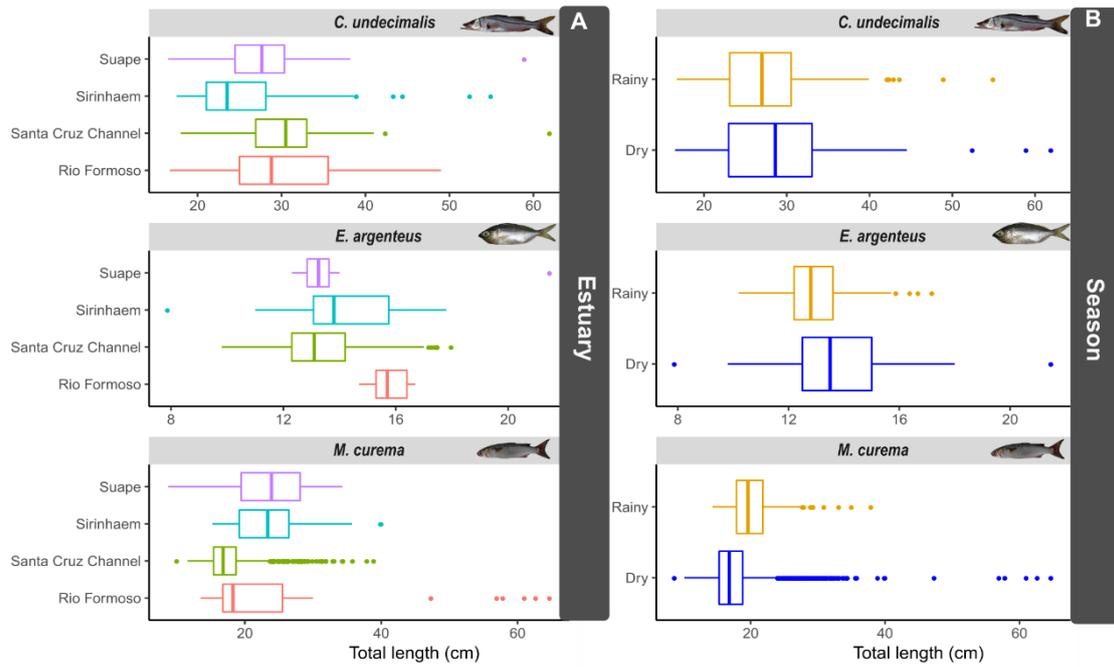 C. undecimalis
A
Suape
Sirinhaem
Santa Cruz Channel
Rio Formoso
20 30 40 50 60
E. argenteus
Suape
Sirinhaem
Santa Cruz Channel
Rio Formoso
8 12 16 20
M. curema
Suape
Sirinhaem
Santa Cruz Channel
Rio Formoso
20 40 60
Total length (cm)
Estuary
C. undecimalis
B
Rainy
Dry
20 30 40 50 60
E. argenteus
Rainy
Dry
8 12 16 20
M. curema
Rainy
Dry
20 40 60
Total length (cm)
Season